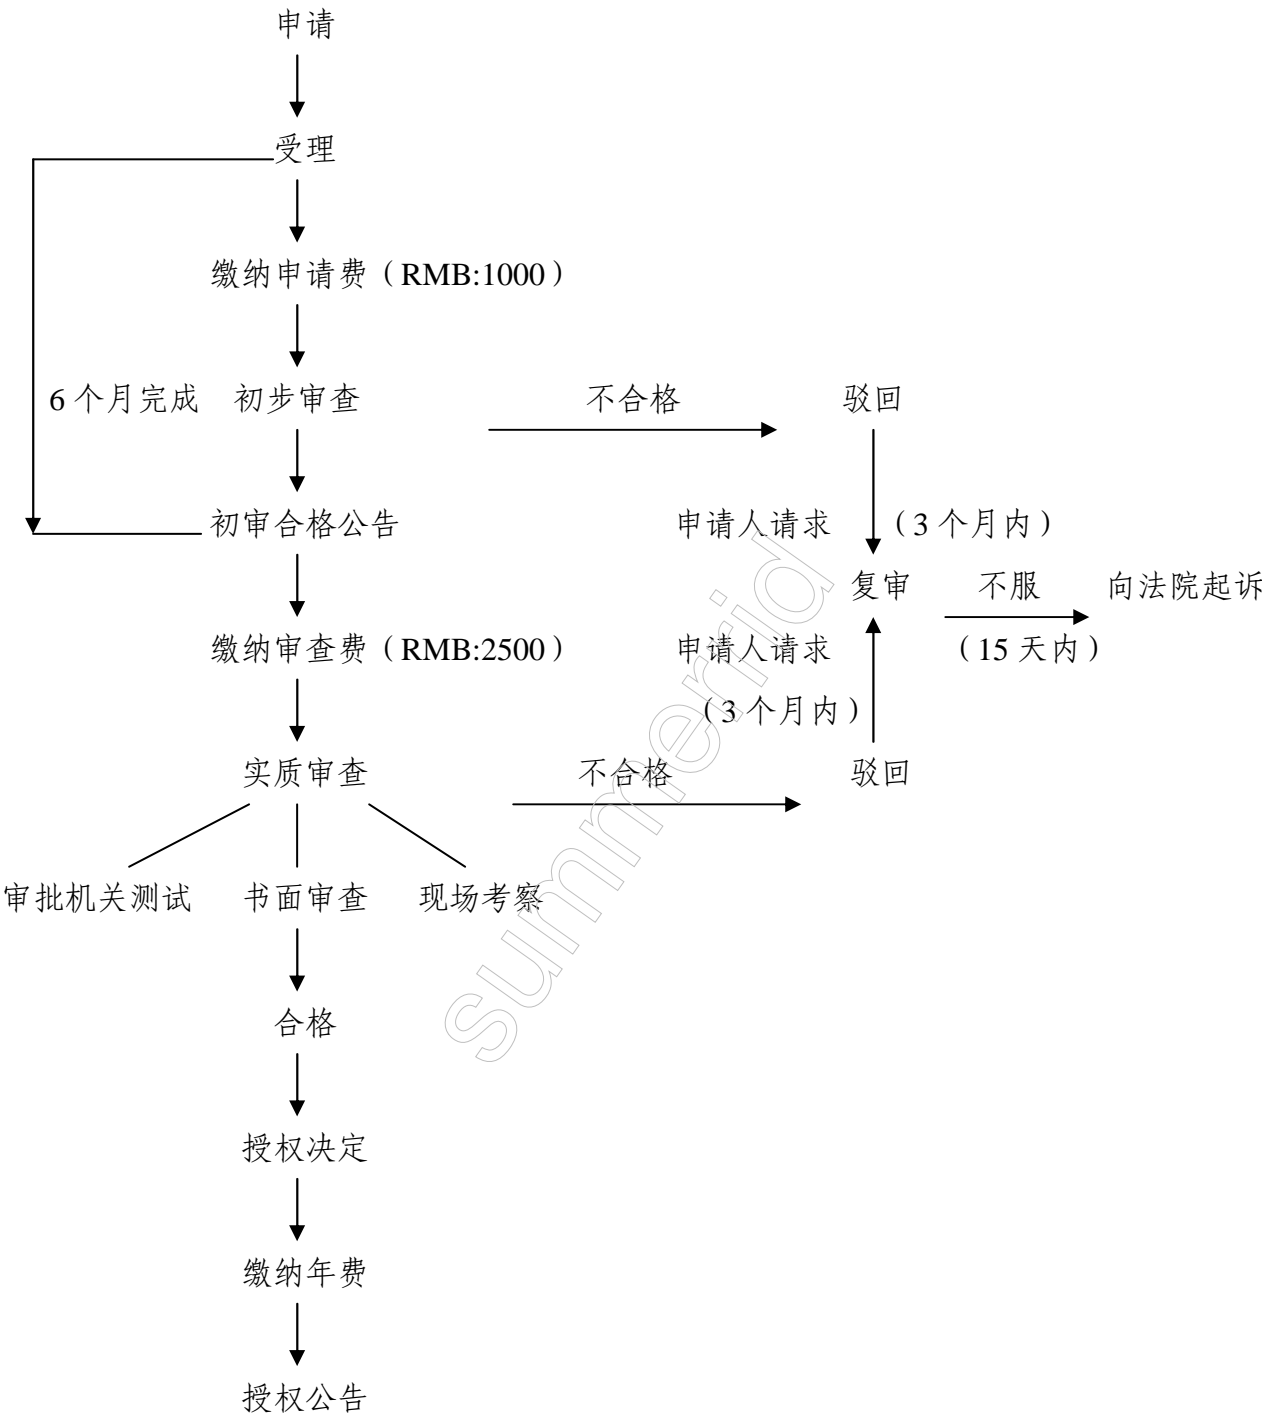 申请
受理
缴纳申请费（RMB:1000）
6 个月完成 初步审查 不合格 驳回
初审合格公告 申请人请求 （3 个月内）
复审 不服 向法院起诉
缴纳审查费（RMB:2500） 申请人请求 （15 天内）
（3 个月内）
实质审查 不合格 驳回
审批机关测试 书面审查 现场考察
合格
授权决定
缴纳年费
授权公告
summerrid